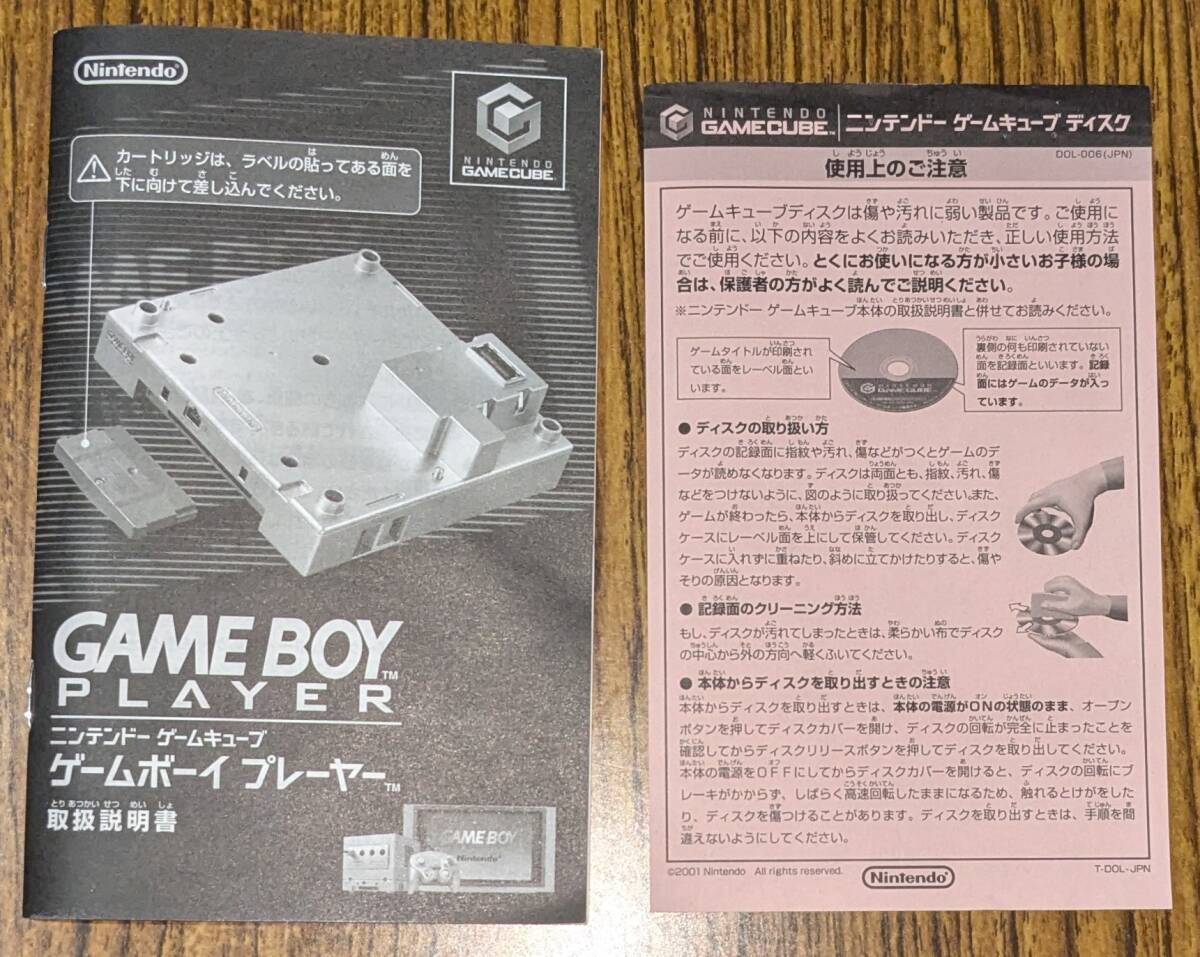 Nintendo
NINTENDO
GAMECUBE™
カートリッジは、ラベルの貼ってある面を
下に向けて差し込んでください。
Nintendo
GAME BOY™
PLAYER
ニンテンドー ゲームキューブ
ゲームボーイ プレーヤー™
取扱説明書
GAME BOY
Nintendo
NINTENDO
GAMECUBE™
ニンテンドー ゲームキューブ ディスク
DOL-006(JPN)
使用上のご注意
ゲームキューブディスクは傷や汚れに弱い製品です。ご使用に
なる前に、以下の内容をよくお読みいただき、正しい使用方法
でご使用ください。とくにお使いになる方が小さいお子様の場
合は、保護者の方がよく読んでご説明ください。
※ニンテンドー ゲームキューブ本体の取扱説明書と併せてお読みください。
ゲームタイトルが印刷され
ている面をレーベル面とい
います。
NINTENDO
GAMECUBE
裏側の何も印刷されていない
面を記録面といいます。記録
面にはゲームのデータが入っ
ています。
● ディスクの取り扱い方
ディスクの記録面に指紋や汚れ、傷などがつくとゲームのデ
ータが読めなくなります。ディスクは両面とも、指紋、汚れ、傷
などをつけないように、図のように取り扱ってください。また、
ゲームが終わったら、本体からディスクを取り出し、ディスク
ケースにレーベル面を上にして保管してください。ディスク
ケースに入れずに重ねたり、斜めに立てかけたりすると、傷や
そりの原因となります。
● 記録面のクリーニング方法
もし、ディスクが汚れてしまったときは、柔らかい布でディスク
の中心から外の方向へ軽くふいてください。
● 本体からディスクを取り出すときの注意
本体からディスクを取り出すときは、本体の電源がONの状態のまま、オープン
ボタンを押してディスクカバーを開け、ディスクの回転が完全に止まったことを
確認してからディスクリリースボタンを押してディスクを取り出してください。
本体の電源をOFFにしてからディスクカバーを開けると、ディスクの回転にブ
レーキがかからず、しばらく高速回転したままになるため、触れるとけがをした
り、ディスクを傷つけることがあります。ディスクを取り出すときは、手順を間
違えないようにしてください。
©2001 Nintendo All rights reserved.
Nintendo
T-DOL-JPN